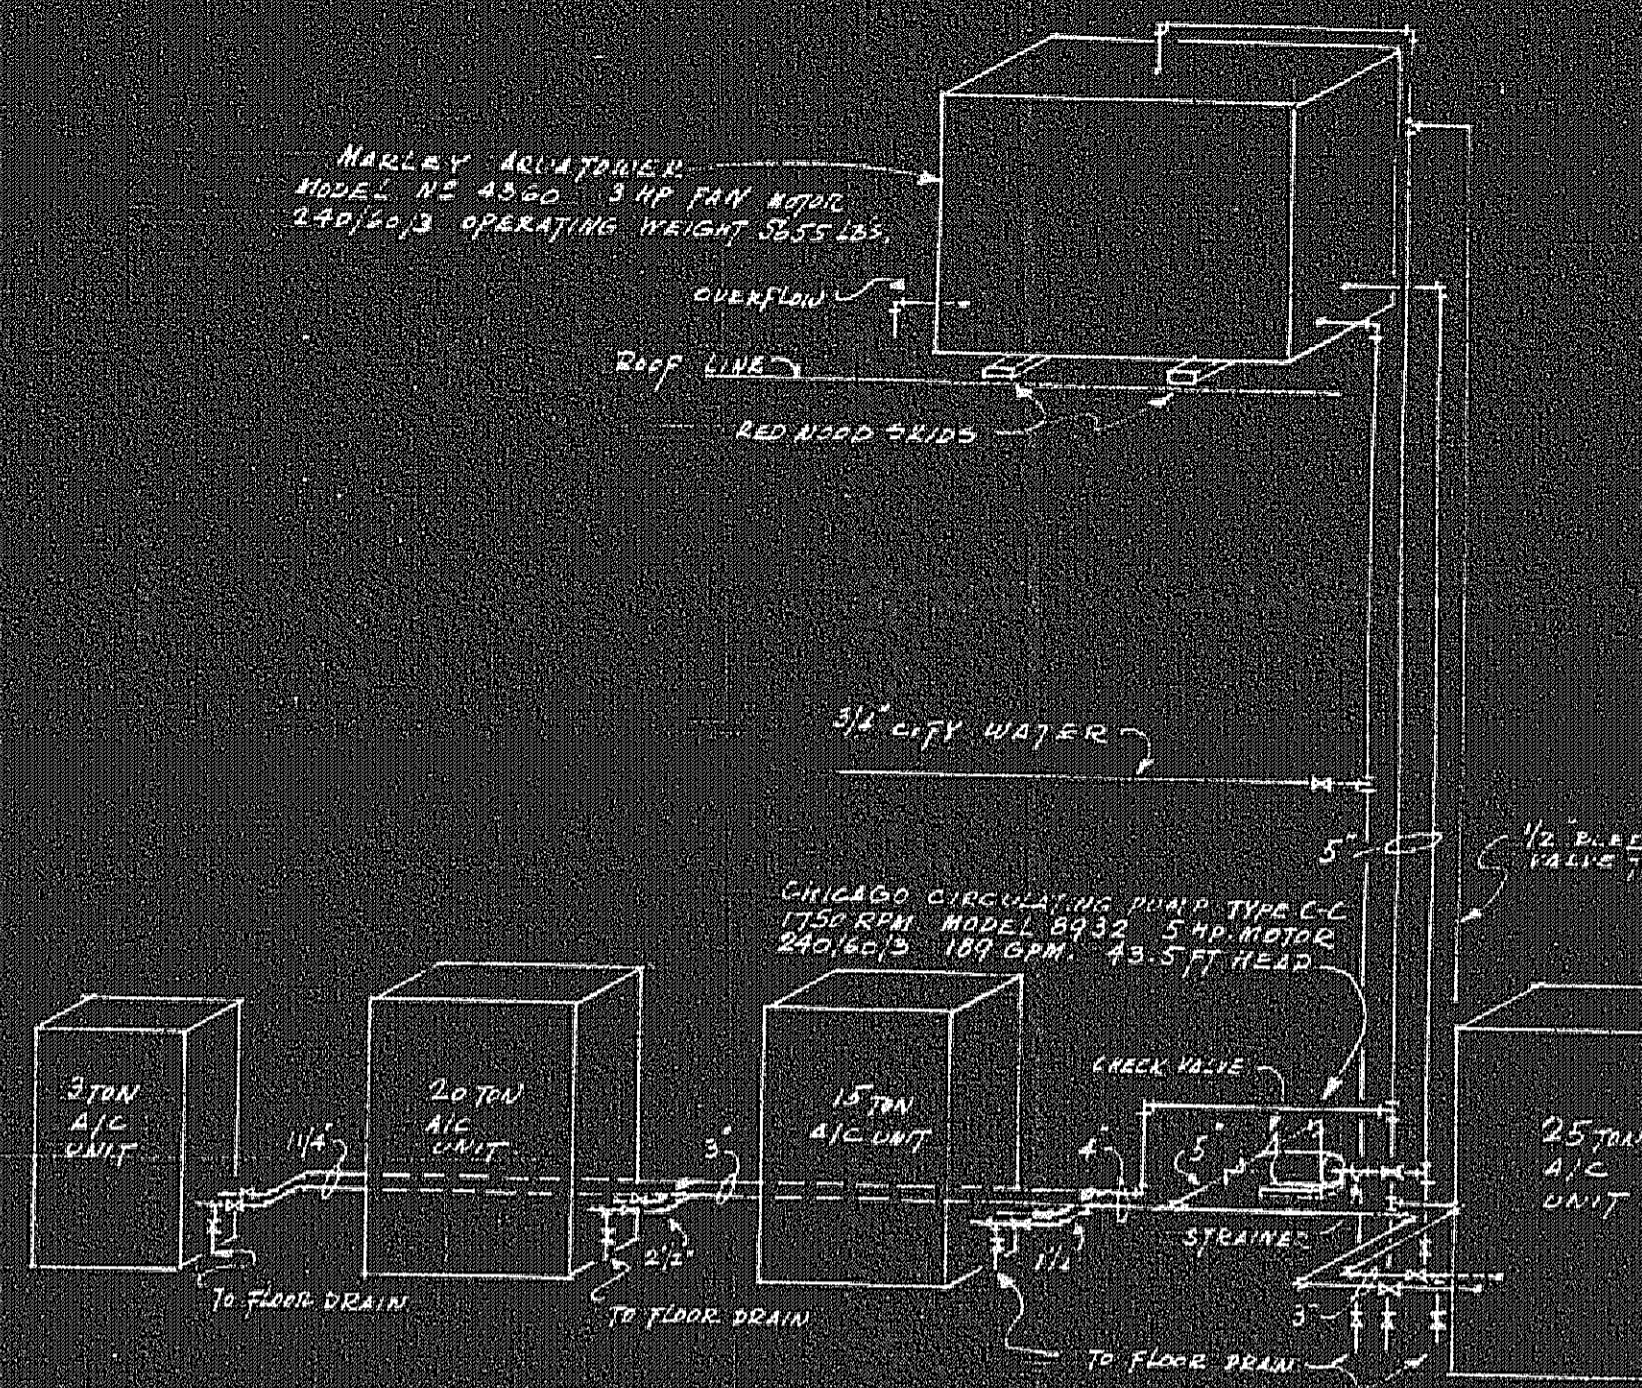 MARLEY AQUATOWER
MODEL Nº 4360 3 HP FAN MOTOR
240/60/3 OPERATING WEIGHT 5655 LBS.
OVERFLOW
ROOF LINE
RED WOOD SKIDS
3/4" CITY WATER
5"
1/2" BLEE
VALVE T
CHICAGO CIRCULATING PUMP TYPE C-C
1750 RPM. MODEL 8932 5 HP. MOTOR
240/60/3 189 GPM. 43.5 FT HEAD
CHECK VALVE
3 TON
A/C
UNIT
1 1/4"
20 TON
A/C
UNIT
3"
15 TON
A/C UNIT
4"
5"
25 TON
A/C
UNIT
STRAINER
2 1/2"
3"
TO FLOOR DRAIN
TO FLOOR DRAIN
TO FLOOR DRAIN